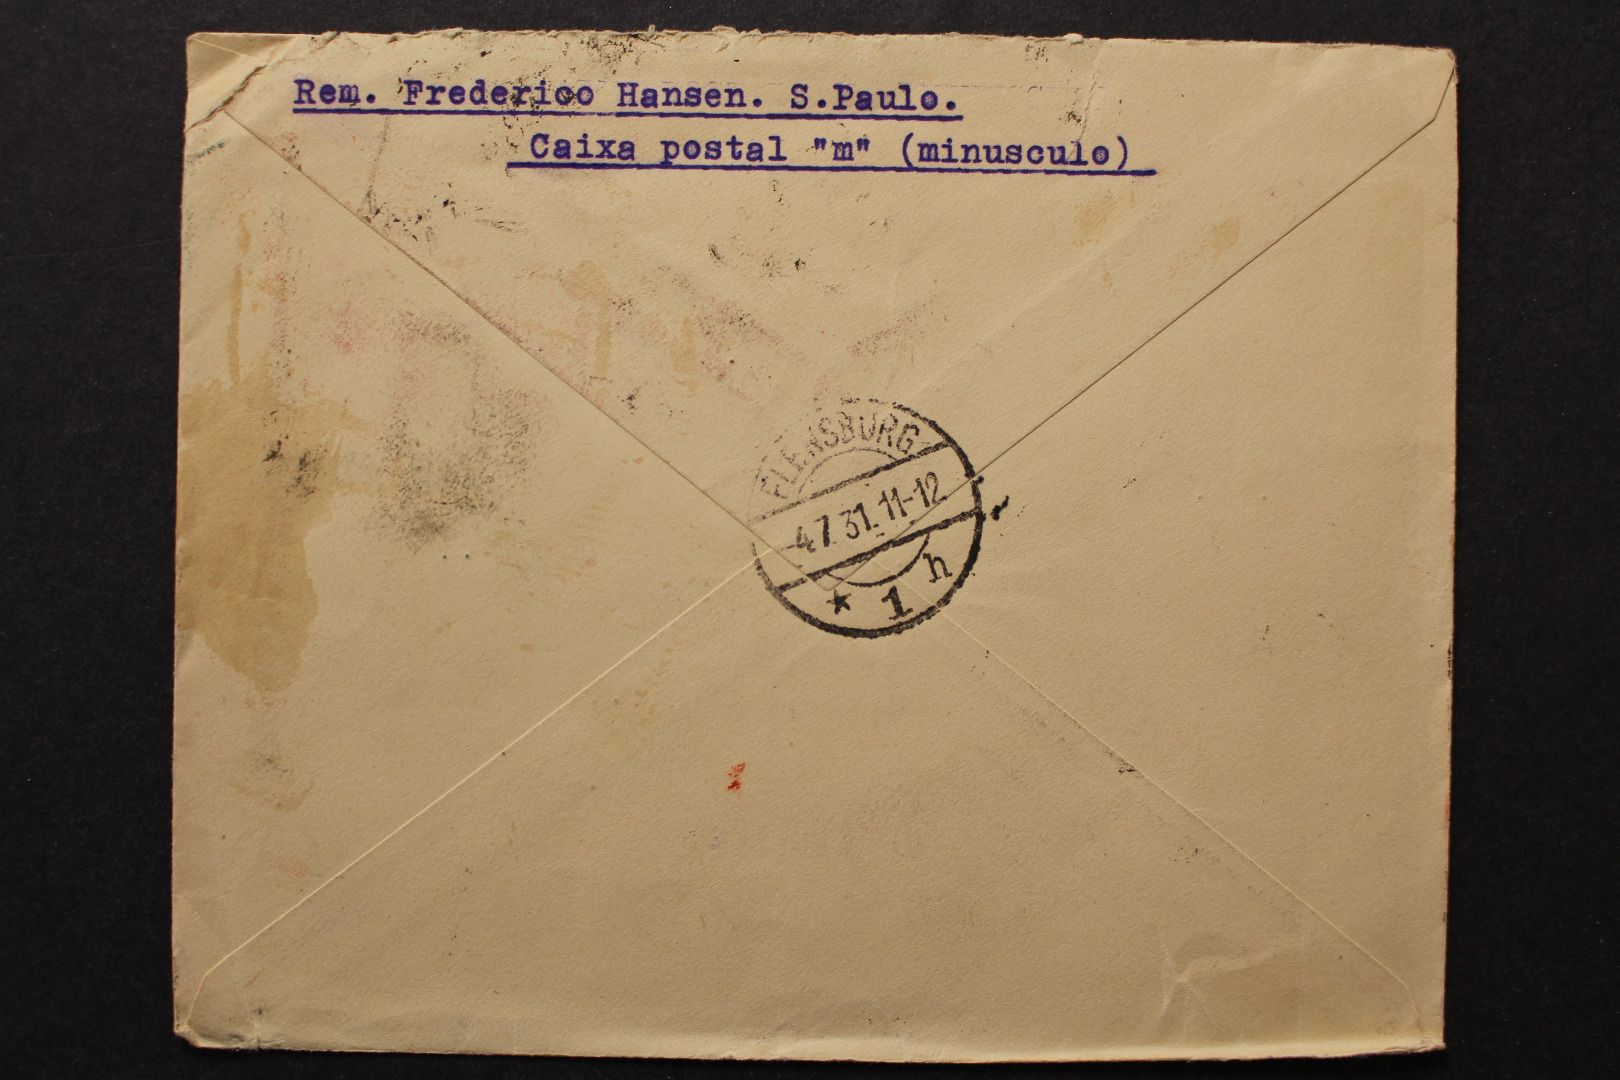 Rem. Frederico Hansen. S.Paulo.
Caixa postal "m" (minusculo)
FLENSBURG
4.7.31.11-12
* 1 h